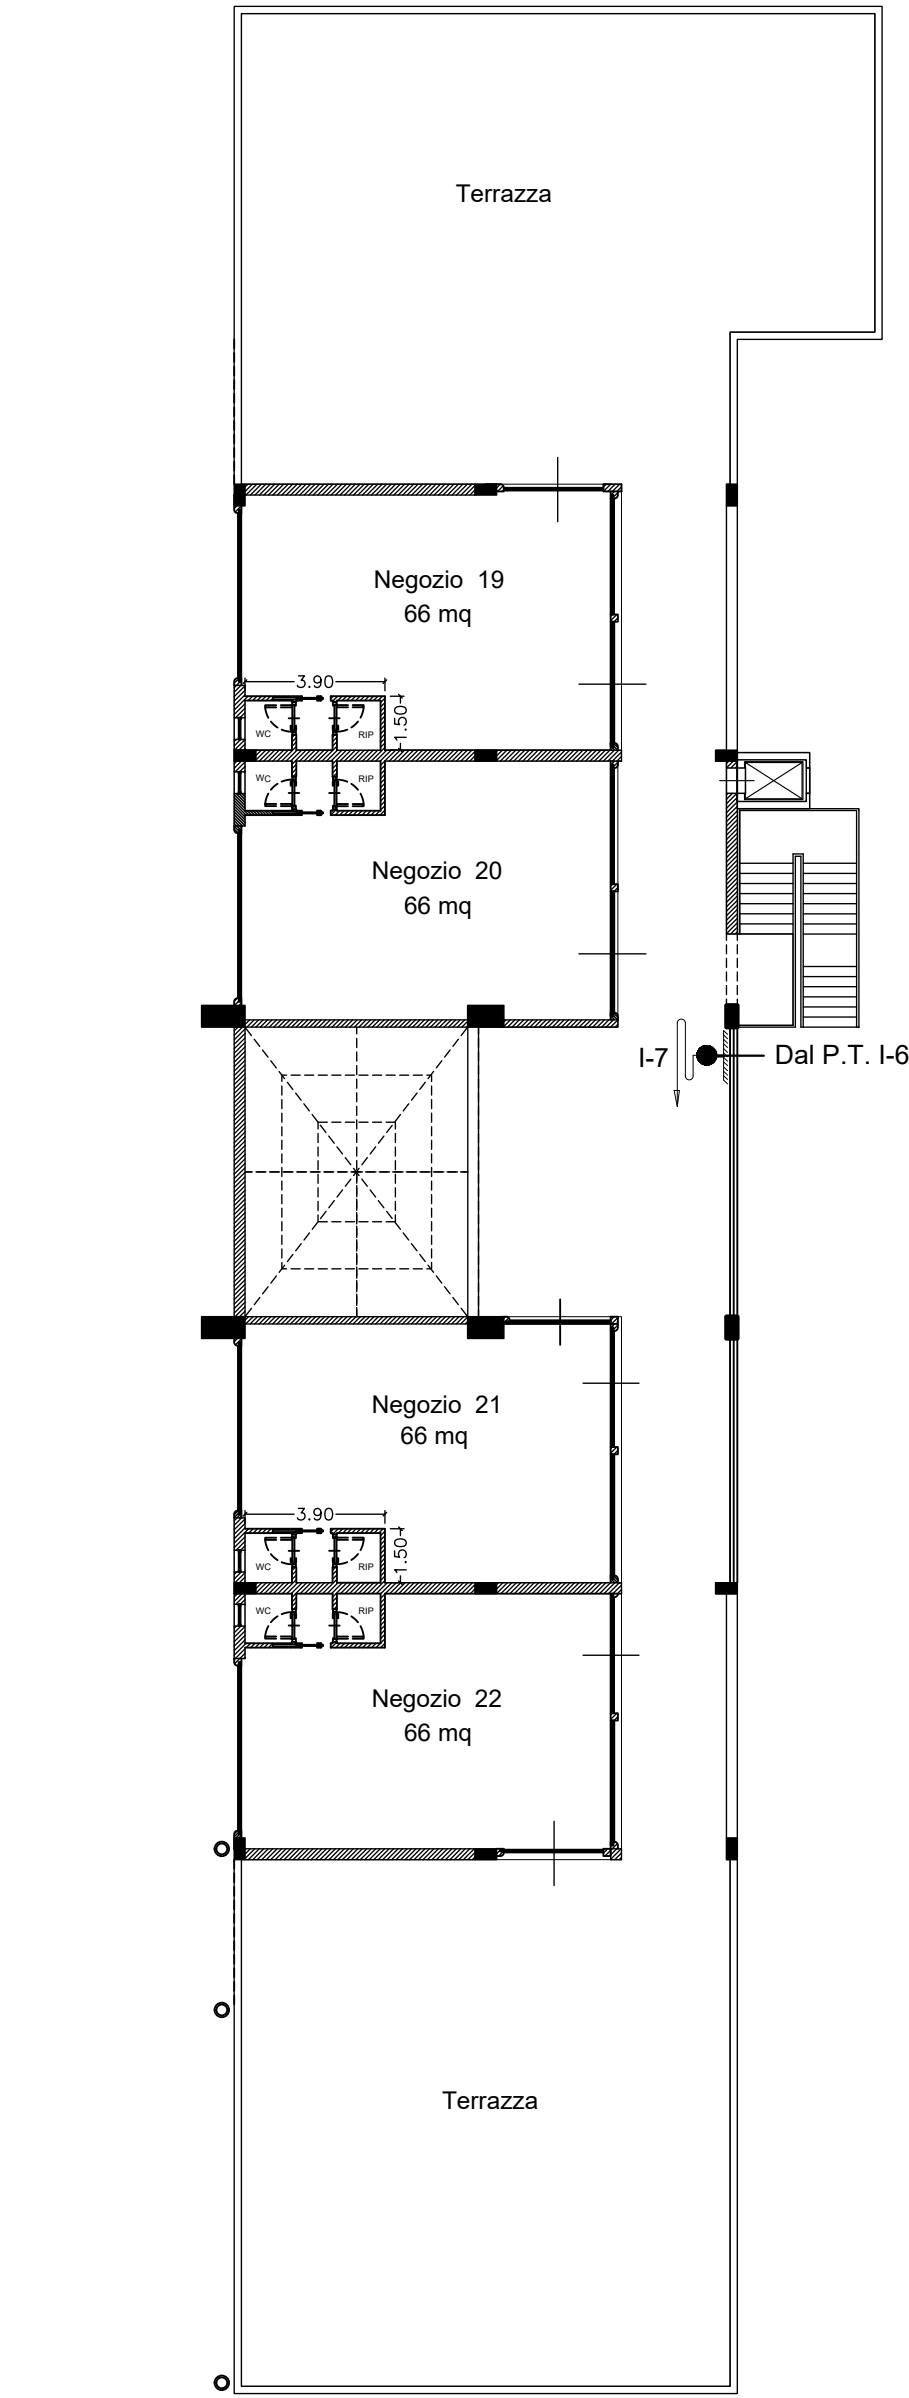 Terrazza
Negozio 19
66 mq
3.90
1.50
WC
RIP
WC
RIP
Negozio 20
66 mq
I-7
Dal P.T. I-6
Negozio 21
66 mq
3.90
1.50
WC
RIP
WC
RIP
Negozio 22
66 mq
Terrazza